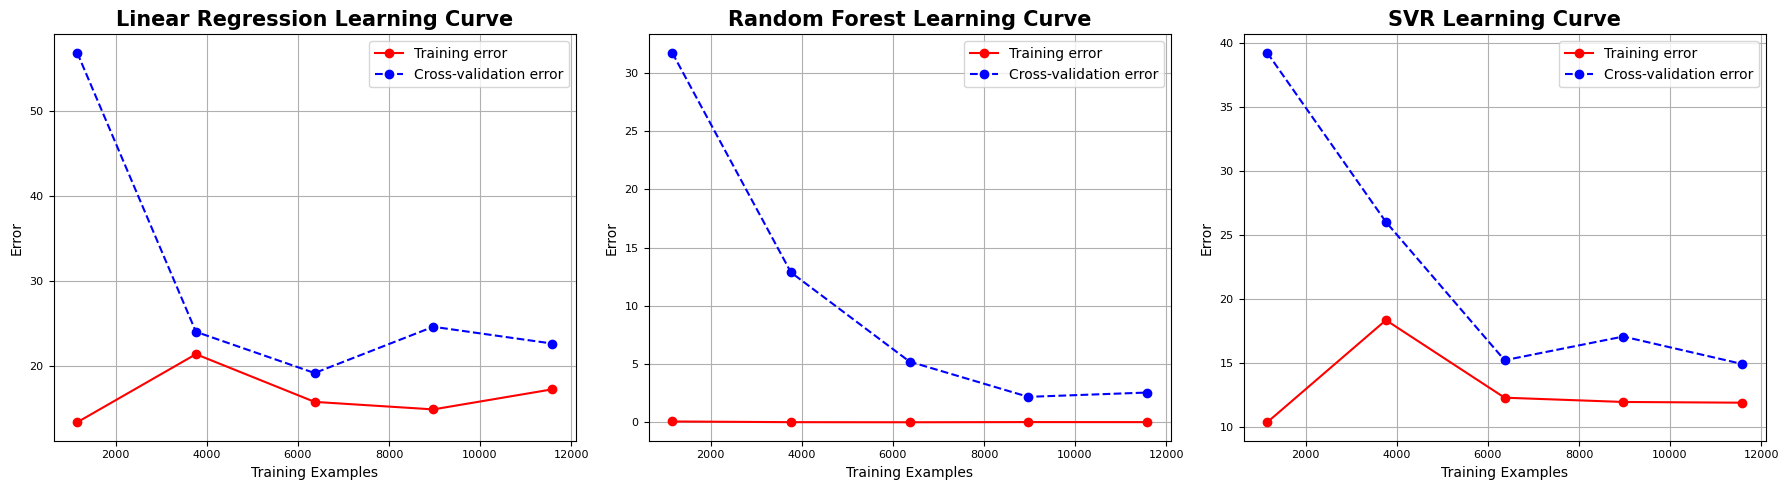 Linear Regression Learning Curve
Training error
Cross-validation error
50
40
30
20
Error
2000 4000 6000 8000 10000 12000
Training Examples
Random Forest Learning Curve
Training error
Cross-validation error
30
25
20
15
10
5
0
Error
2000 4000 6000 8000 10000 12000
Training Examples
SVR Learning Curve
Training error
Cross-validation error
40
35
30
25
20
15
10
Error
2000 4000 6000 8000 10000 12000
Training Examples